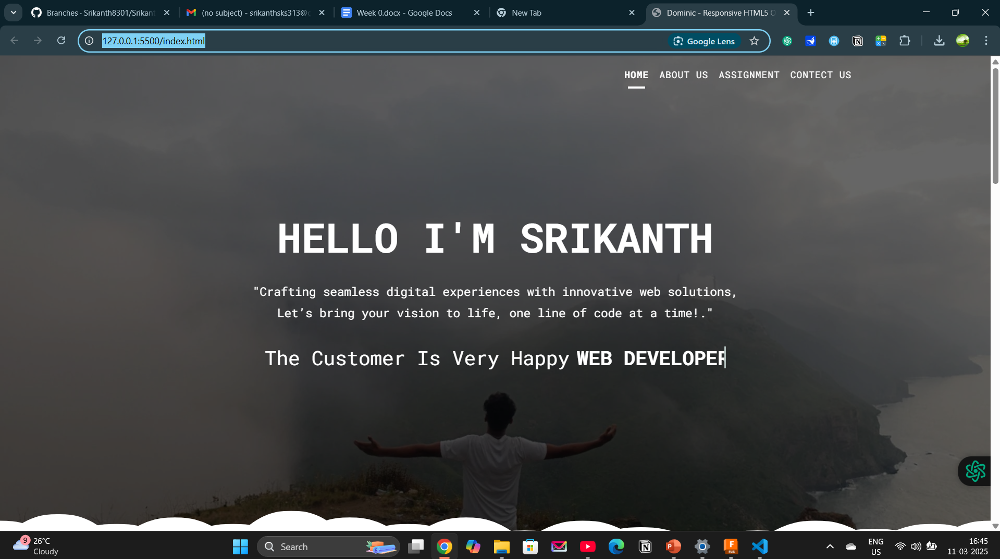 Branches · Srikanth8301/Srikant
(no subject) - srikanthsks313@g
Week 0.docx - Google Docs
New Tab
Dominic - Responsive HTML5 O
127.0.0.1:5500/index.html
Google Lens
HOME ABOUT US ASSIGNMENT CONTECT US
HELLO I'M SRIKANTH
"Crafting seamless digital experiences with innovative web solutions,
Let’s bring your vision to life, one line of code at a time!."
The Customer Is Very Happy WEB DEVELOPER
9
26°C
Cloudy
Search
ENG
US
16:45
11-03-2025